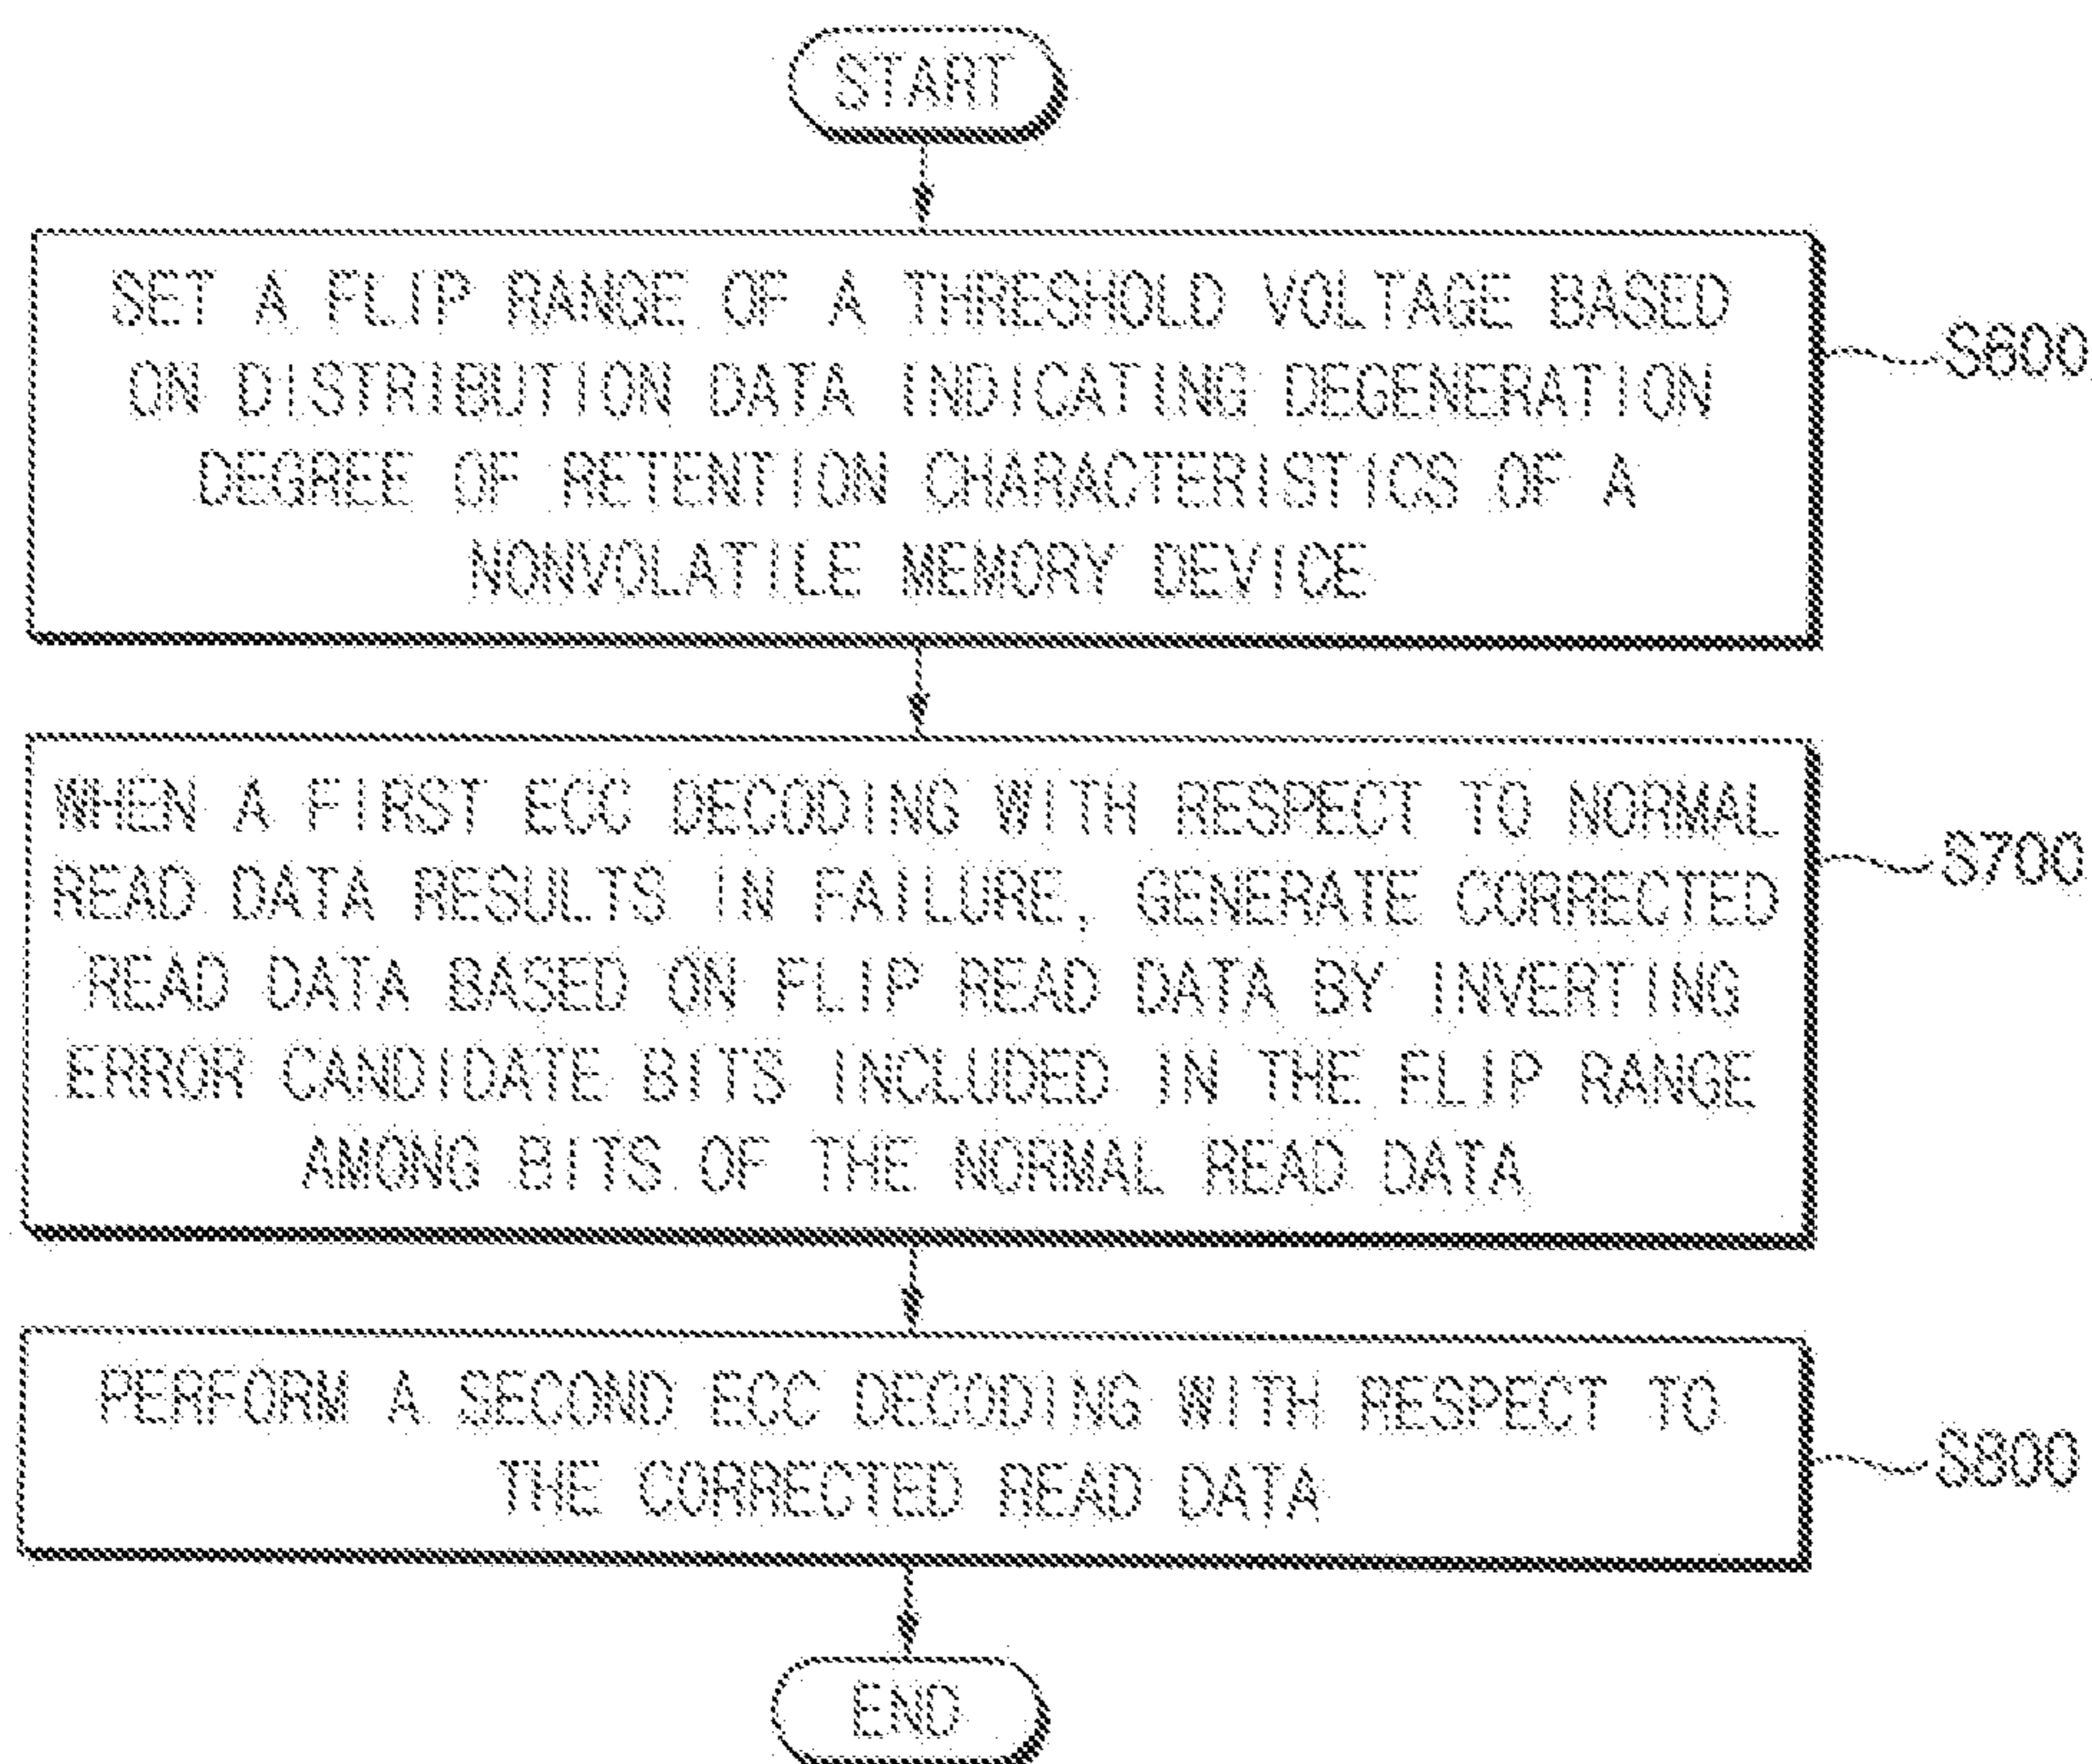 START
SET A FLIP RANGE OF A THRESHOLD VOLTAGE BASED
ON DISTRIBUTION DATA INDICATING DEGENERATION
DEGREE OF RETENTION CHARACTERISTICS OF A
NONVOLATILE MEMORY DEVICE
S600
WHEN A FIRST ECC DECODING WITH RESPECT TO NORMAL
READ DATA RESULTS IN FAILURE, GENERATE CORRECTED
READ DATA BASED ON FLIP READ DATA BY INVERTING
ERROR CANDIDATE BITS INCLUDED IN THE FLIP RANGE
AMONG BITS OF THE NORMAL READ DATA
S700
PERFORM A SECOND ECC DECODING WITH RESPECT TO
THE CORRECTED READ DATA
S800
END